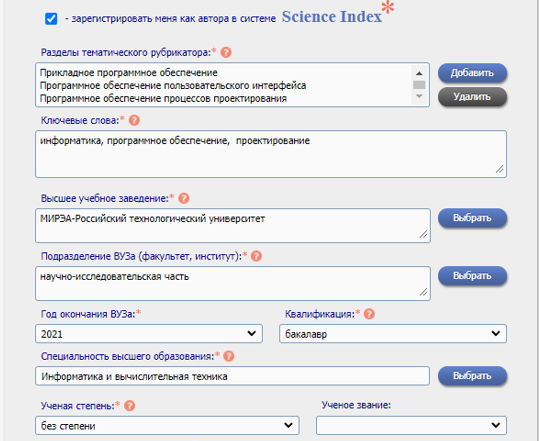 - зарегистрировать меня как автора в системе Science Index*
Разделы тематического рубрикатора:* ?
Прикладное программное обеспечение
Программное обеспечение пользовательского интерфейса
Программное обеспечение процессов проектирования
Добавить
Удалить
Ключевые слова:* ?
информатика, программное обеспечение, проектирование
Высшее учебное заведение:* ?
МИРЭА-Российский технологический университет
Выбрать
Подразделение ВУЗа (факультет, институт):* ?
научно-исследовательская часть
Выбрать
Год окончания ВУЗа:* Квалификация:* ?
2021 бакалавр
Специальность высшего образования:* ?
Информатика и вычислительная техника
Выбрать
Ученая степень:* ? Ученое звание:
без степени